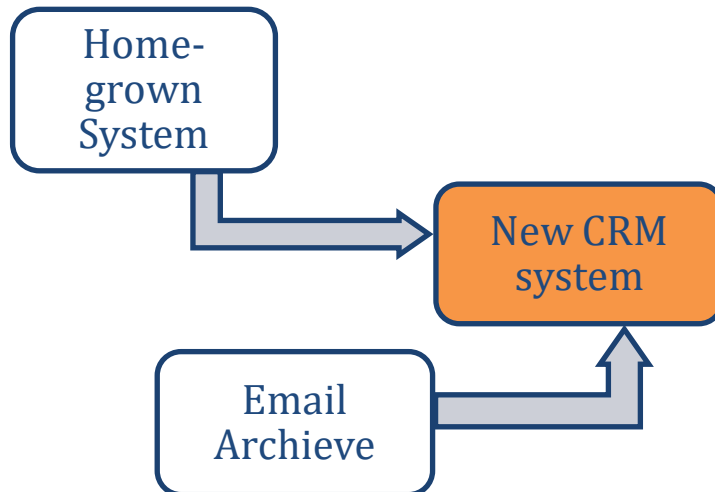 Home-
grown
System
New CRM
system
Email
Archieve